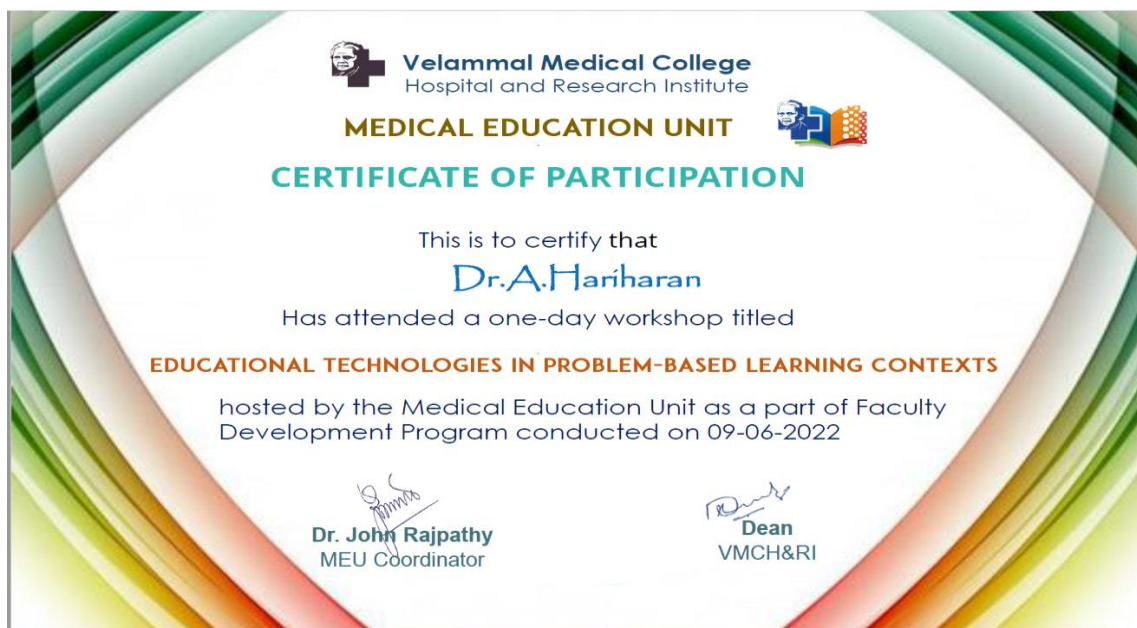 Velammal Medical College
Hospital and Research Institute
MEDICAL EDUCATION UNIT
CERTIFICATE OF PARTICIPATION
This is to certify that
Dr.A.Hariharan
Has attended a one-day workshop titled
EDUCATIONAL TECHNOLOGIES IN PROBLEM-BASED LEARNING CONTEXTS
hosted by the Medical Education Unit as a part of Faculty
Development Program conducted on 09-06-2022
Dr. John Rajpathy
MEU Coordinator
Dean
VMCH&RI